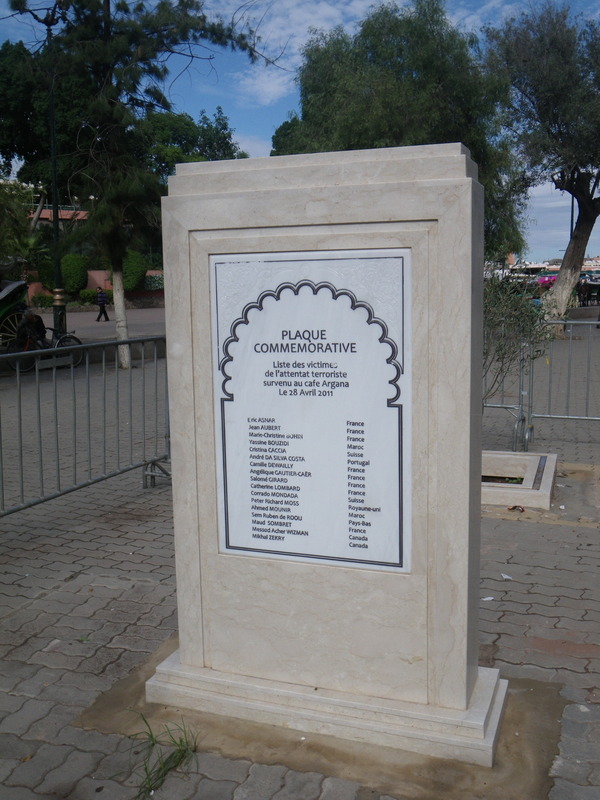 PLAQUE
COMMEMORATIVE
Liste des victimes
de l'attentat terroriste
survenu au cafe Argana
Le 28 Avril 2011
Eric ASNAR France
Jean AUBERT France
Marie-Christine BOHIN France
Yassine BOUZIDI Maroc
Cristina CACCIA Suisse
André DA SILVA COSTA Portugal
Camille DEWAILLY France
Angélique GAUTIER-CAËR France
Salomé GIRARD France
Catherine LOMBARD France
Corrado MONDADA Suisse
Peter Richard MOSS Royaume-uni
Ahmed MOUNIR Maroc
Sem Ruben de ROOIJ Pays-Bas
Maud SOMBRET France
Messod Acher WIZMAN Canada
Mikhal ZEKRY Canada